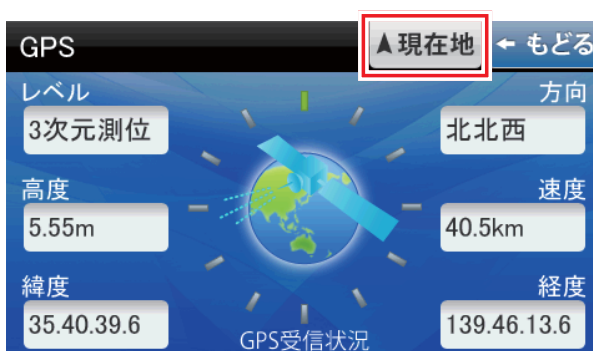 GPS
▲現在地
← もどる
レベル
3次元測位
方向
北北西
高度
5.55m
速度
40.5km
緯度
35.40.39.6
経度
139.46.13.6
GPS受信状況